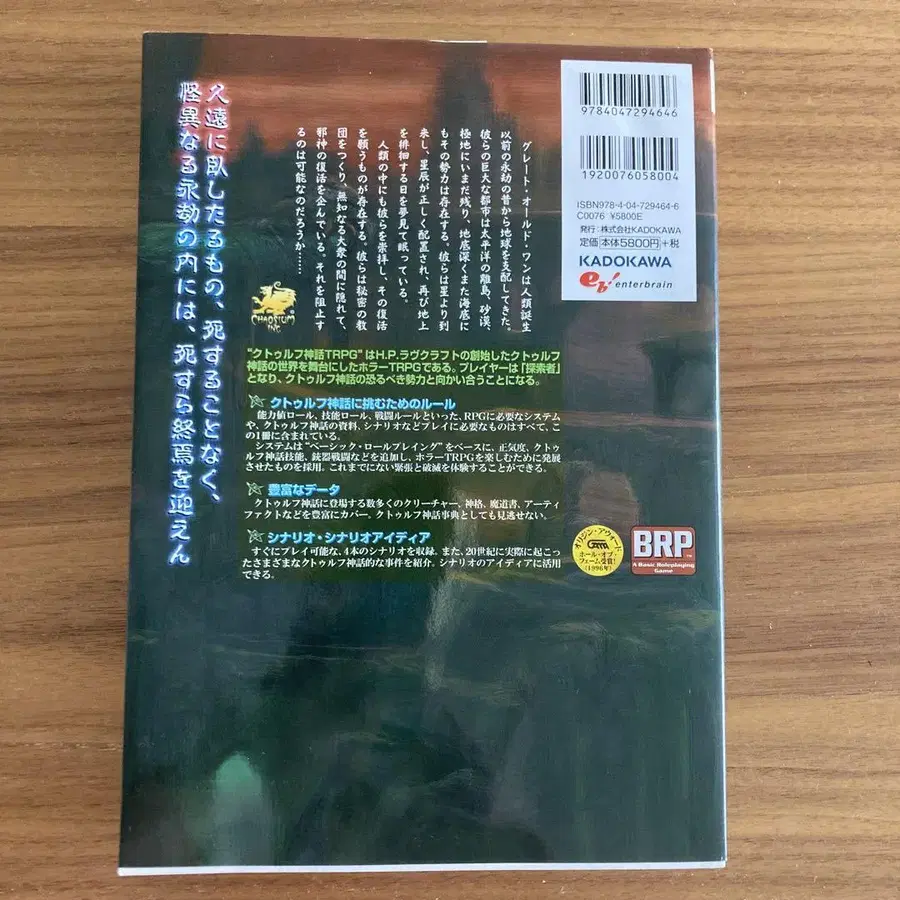 久遠に臥したるもの、死することなく、
怪異なる永劫の内には、死すら終焉を迎えん
グレート・オールド・ワンは人類誕生
以前の永劫の昔から地球を支配してきた。
彼らの巨大な都市は太平洋の離島、砂漠、
極地にいまだ残り、地底深くまた海底に
もその勢力は存在する。彼らは星より到
来し、星辰が正しく配置され、再び地上
を徘徊する日を夢見て眠っている。
人類の中にも彼らを崇拝し、その復活
を願うものが存在する。彼らは秘密の教
団をつくり、無知なる大衆の間に隠れて、
邪神の復活を企んでいる。それを阻止す
るのは可能なのだろうか……
9784047294646
1920076058004
ISBN978-4-04-729464-6
C0076 ¥5800E
発行:株式会社KADOKAWA
定価 本体5800円+税
KADOKAWA
eb! enterbrain
CHAOSIUM
INC.
“クトゥルフ神話TRPG”はH.P.ラヴクラフトの創始したクトゥルフ
神話の世界を舞台にしたホラーTRPGである。プレイヤーは「探索者」
となり、クトゥルフ神話の恐るべき勢力と向かい合うことになる。
クトゥルフ神話に挑むためのルール
能力値ロール、技能ロール、戦闘ルールといった、RPGに必要なシステム
や、クトゥルフ神話の資料、シナリオなどプレイに必要なものはすべて、こ
の1冊に含まれている。
システムは“ベーシック・ロールプレイング”をベースに、正気度、クトゥ
ルフ神話技能、銃器戦闘などを追加し、ホラーTRPGを楽しむために発展
させたものを採用。これまでにない緊張と破滅を体験することができる。
豊富なデータ
クトゥルフ神話に登場する数多くのクリーチャー、神格、魔道書、アーティ
ファクトなどを豊富にカバー。クトゥルフ神話事典としても見逃せない。
シナリオ・シナリオアイディア
すぐにプレイ可能な、4本のシナリオを収録。また、20世紀に実際に起こっ
たさまざまなクトゥルフ神話的な事件を紹介。シナリオのアイディアに活用
できる。
オリジン・アウォード
GAMA
ホール・オブ・
フェーム受賞!
(1996年)
BRP
A Basic Roleplaying
Game